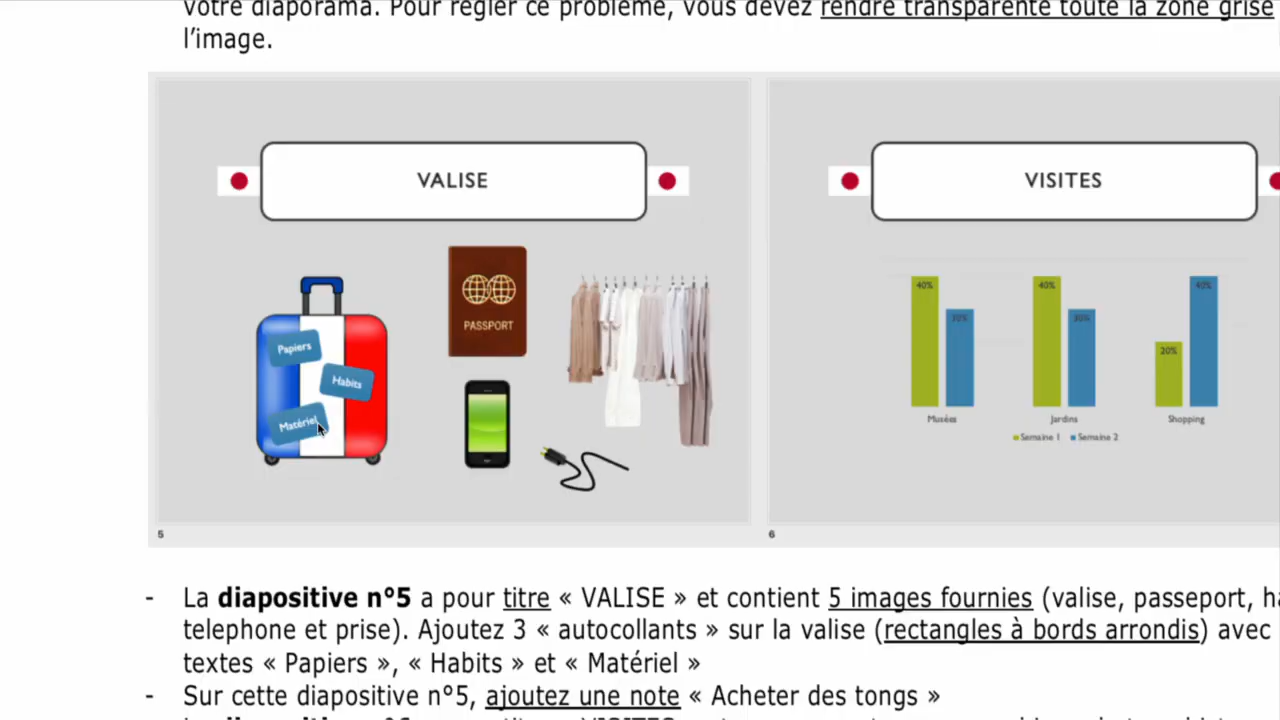 votre diaporama. Pour régler ce problème, vous devez rendre transparente toute la zone grise
l'image.
VALISE
VISITES
PASSPORT
Papiers
Habits
Matériel
40%
30%
40%
30%
20%
40%
Musées
Jardins
Shopping
Semaine 1
Semaine 2
5
6
- La diapositive n°5 a pour titre « VALISE » et contient 5 images fournies (valise, passeport, ha
telephone et prise). Ajoutez 3 « autocollants » sur la valise (rectangles à bords arrondis) avec
textes « Papiers », « Habits » et « Matériel »
- Sur cette diapositive n°5, ajoutez une note « Acheter des tongs »